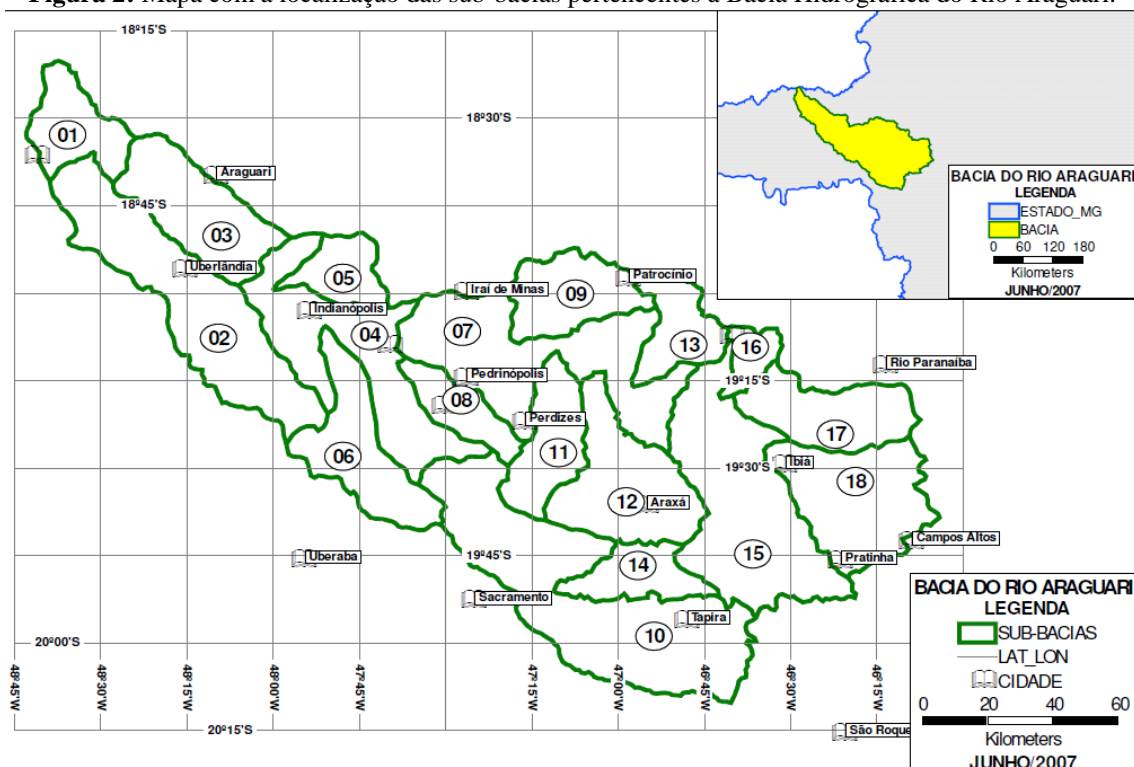 Figura 2: Mapa com a localização das sub-bacias pertencentes à Bacia Hidrográfica do Rio Araguari.
18º15'S
18º30'S
01
Araguari
18º45'S
03
Uberlândia
05
Indianópolis
04
02
Iraí de Minas
07
09
Patrocínio
13
16
Rio Paranaíba
19º15'S
Pedrinópolis
08
Perdizes
17
11
06
19º30'S
Ibiá
18
12
Araxá
Campos Altos
Uberaba
19º45'S
14
15
Pratinha
Sacramento
Tapira
10
20º00'S
48º45'W
48º30'W
48º15'W
48º00'W
47º45'W
47º15'W
47º00'W
46º45'W
46º30'W
46º15'W
20º15'S
São Roque
BACIA DO RIO ARAGUARI
LEGENDA
ESTADO_MG
BACIA
0 60 120 180
Kilometers
JUNHO/2007
BACIA DO RIO ARAGUARI
LEGENDA
SUB-BACIAS
LAT_LON
CIDADE
0 20 40 60
Kilometers
JUNHO/2007